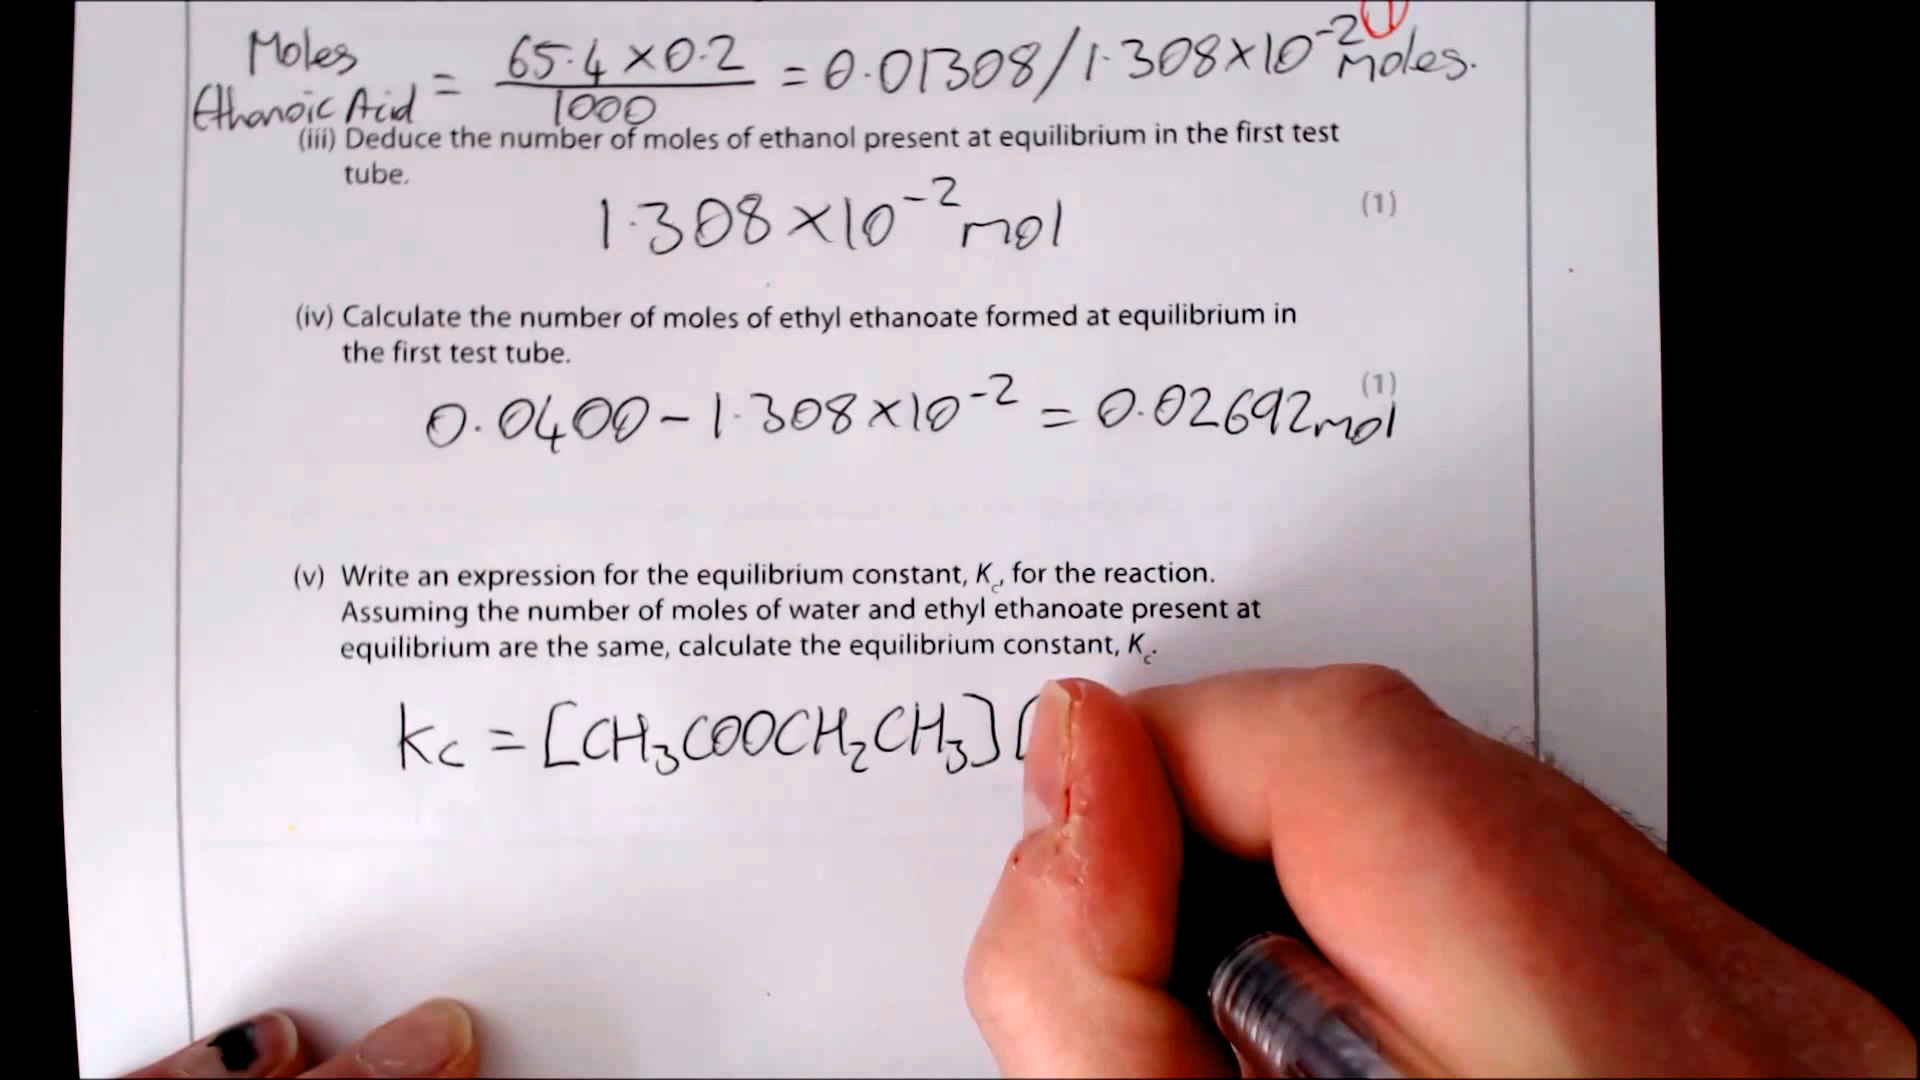 Moles
Ethanoic Acid = 65.4 × 0.2 / 1000 = 0.01308 / 1.308 × 10⁻² moles.
(iii) Deduce the number of moles of ethanol present at equilibrium in the first test
tube.
(1)
1.308 × 10⁻² mol
(iv) Calculate the number of moles of ethyl ethanoate formed at equilibrium in
the first test tube.
(1)
0.0400 – 1.308 × 10⁻² = 0.02692 mol
(v) Write an expression for the equilibrium constant, Kc, for the reaction.
Assuming the number of moles of water and ethyl ethanoate present at
equilibrium are the same, calculate the equilibrium constant, Kc.
Kc = [CH₃COOCH₂CH₃] [